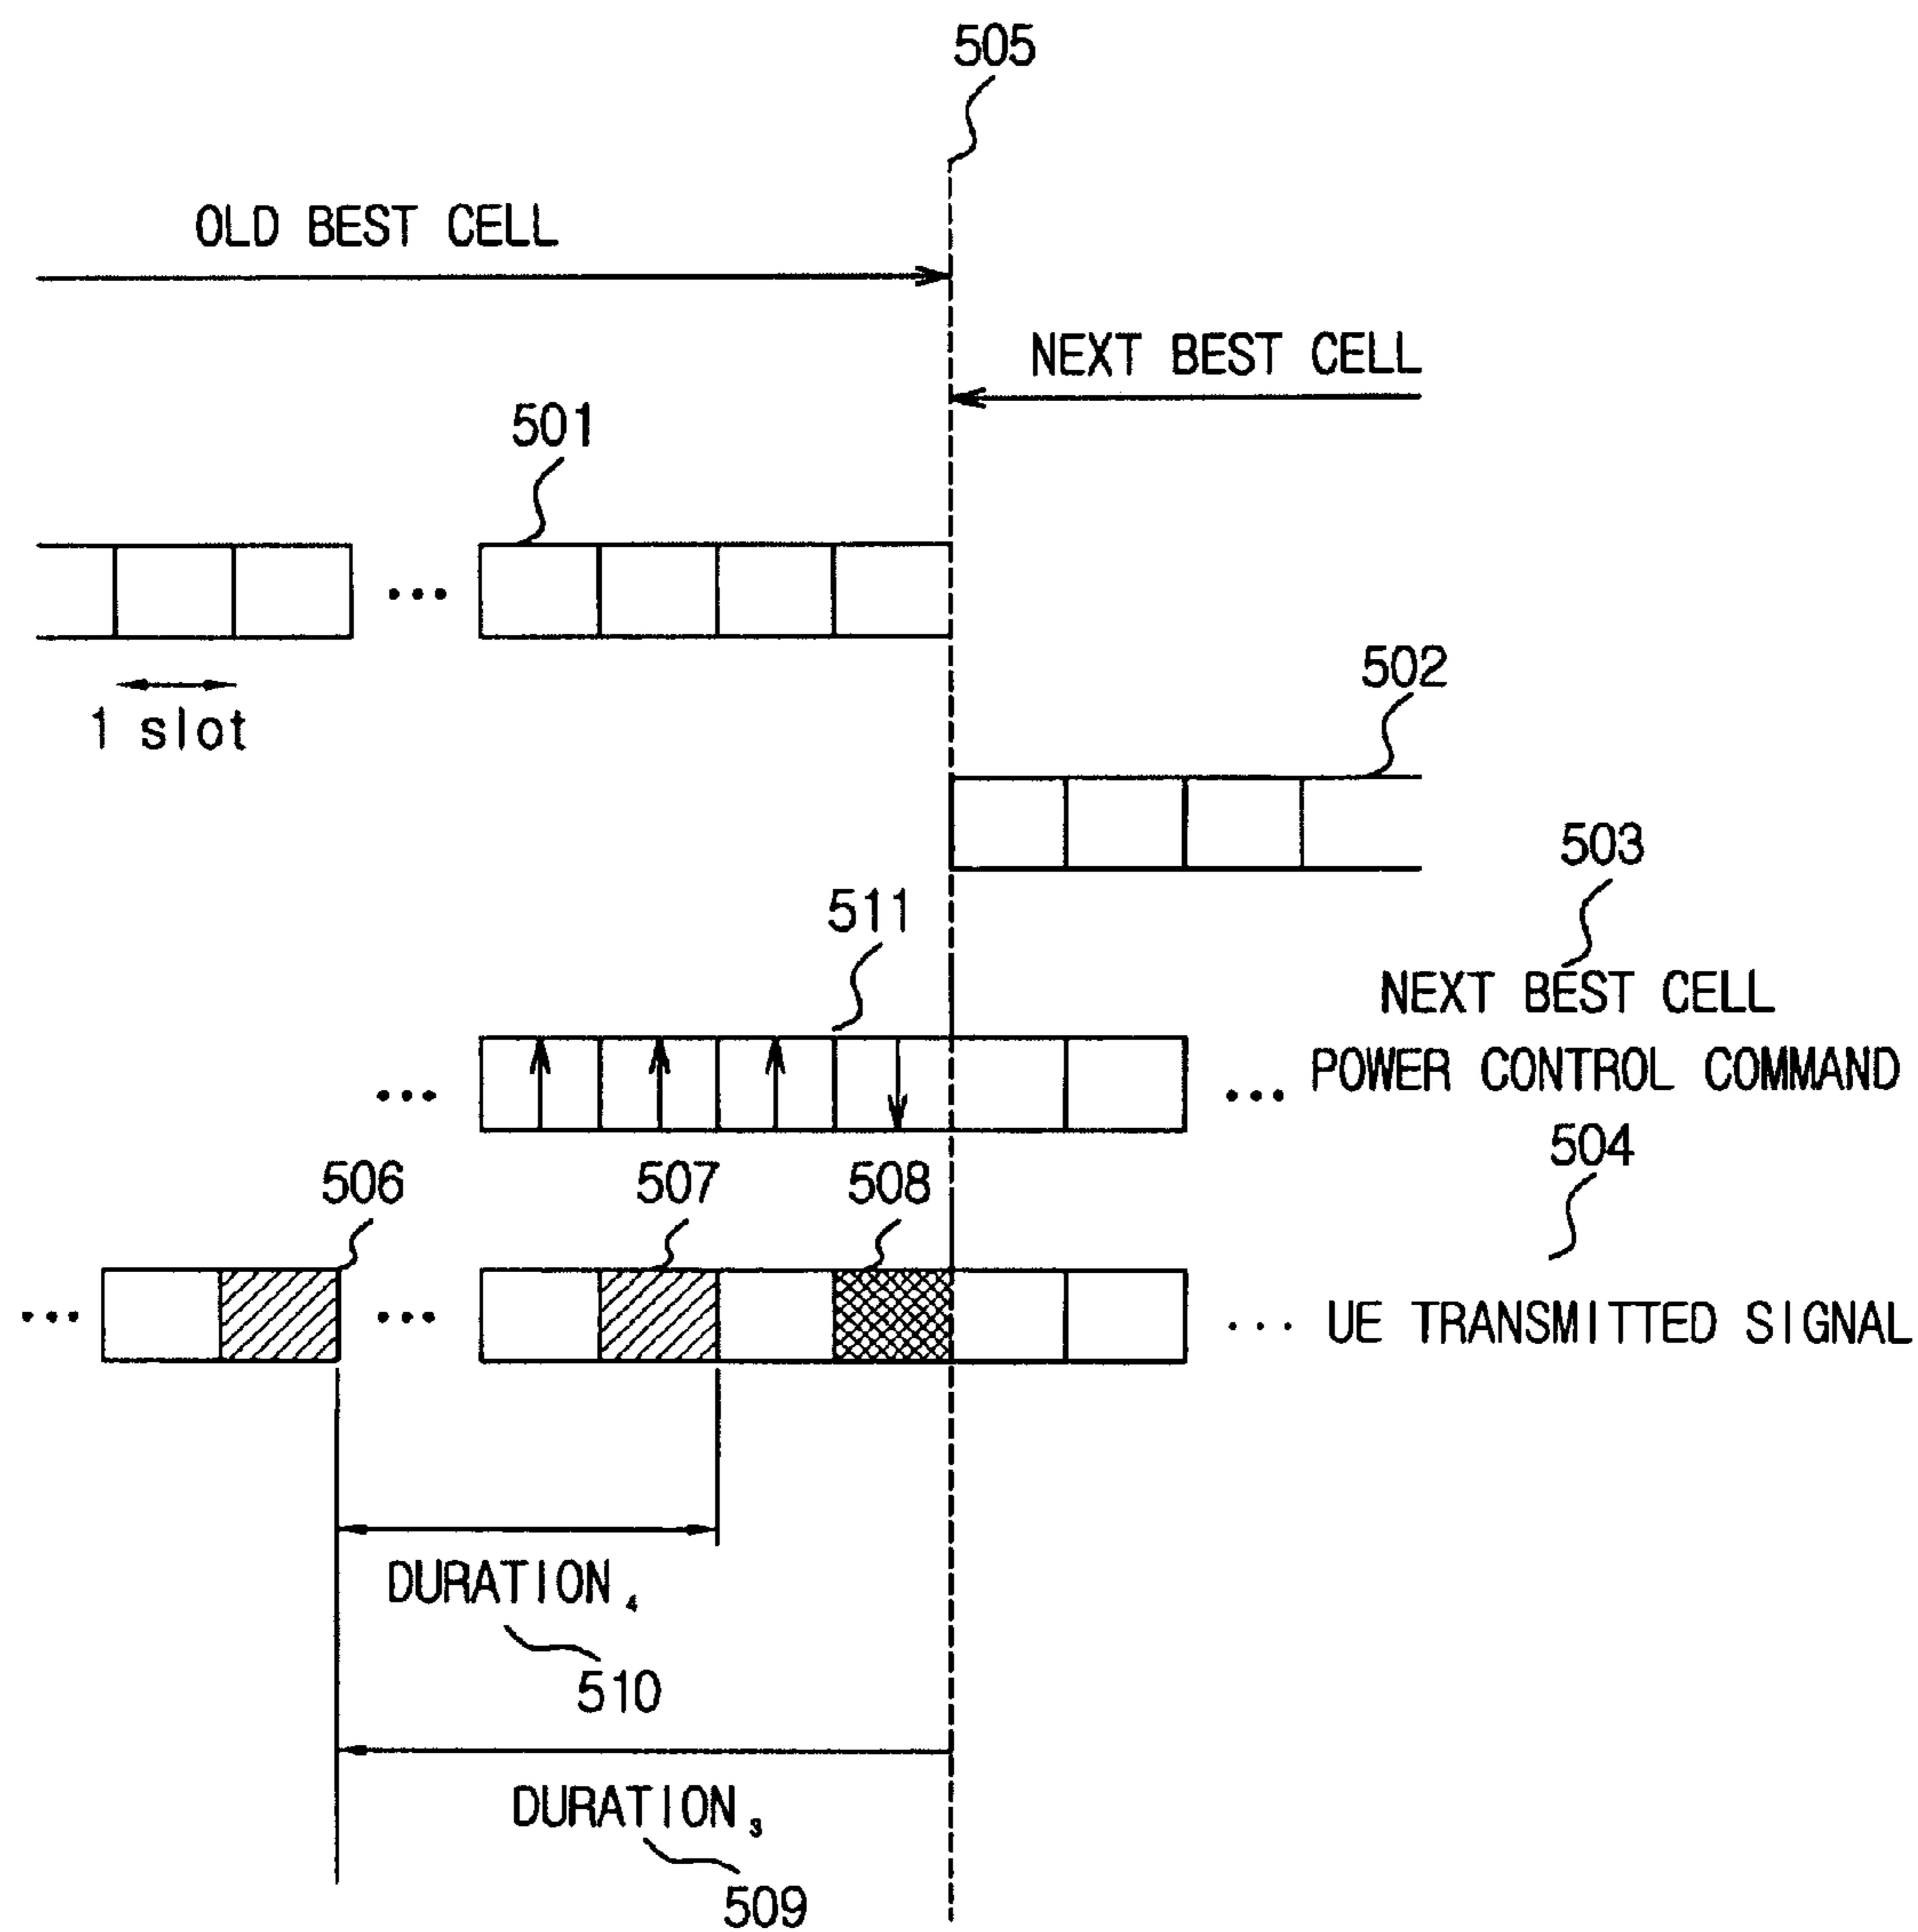 505
OLD BEST CELL
NEXT BEST CELL
501
...
1 slot
502
503
511
NEXT BEST CELL
... ... POWER CONTROL COMMAND
504
506 507 508
... ... ... UE TRANSMITTED SIGNAL
DURATION₄
510
DURATION₃
509